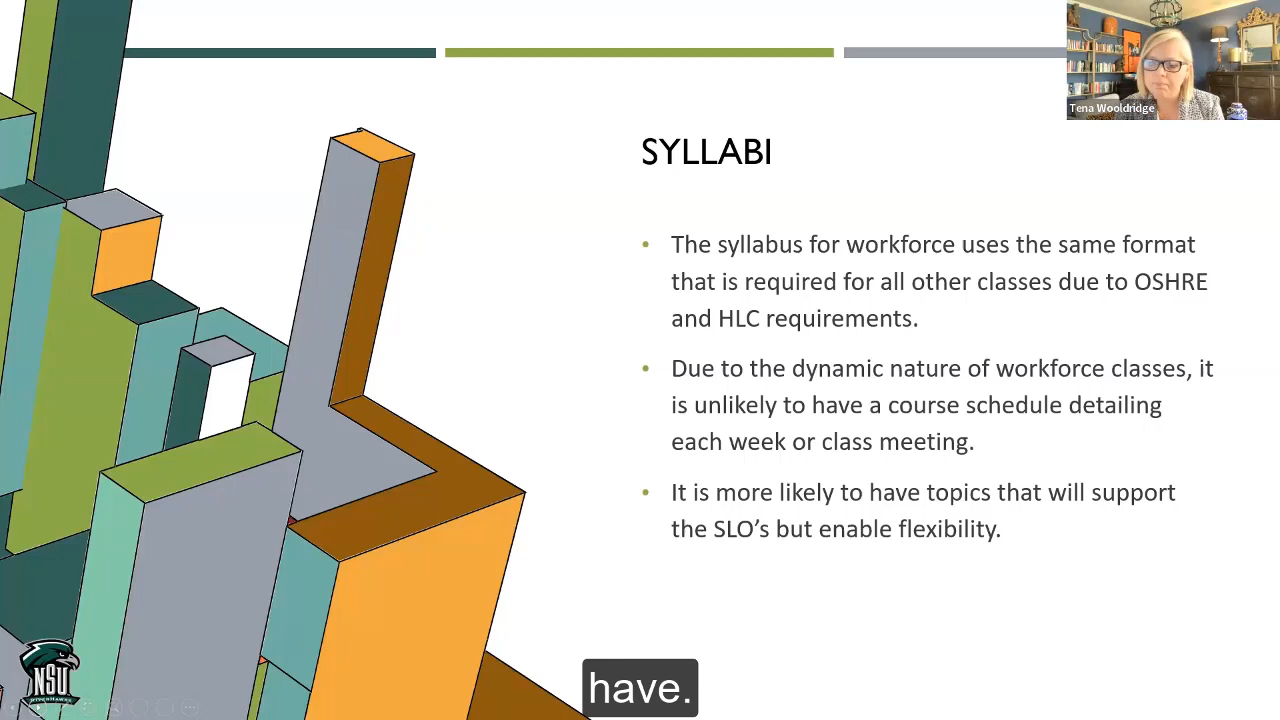 Tena Wooldridge
SYLLABI
• The syllabus for workforce uses the same format
that is required for all other classes due to OSHRE
and HLC requirements.
• Due to the dynamic nature of workforce classes, it
is unlikely to have a course schedule detailing
each week or class meeting.
• It is more likely to have topics that will support
the SLO's but enable flexibility.
NSU
RIVERHAWKS
have.